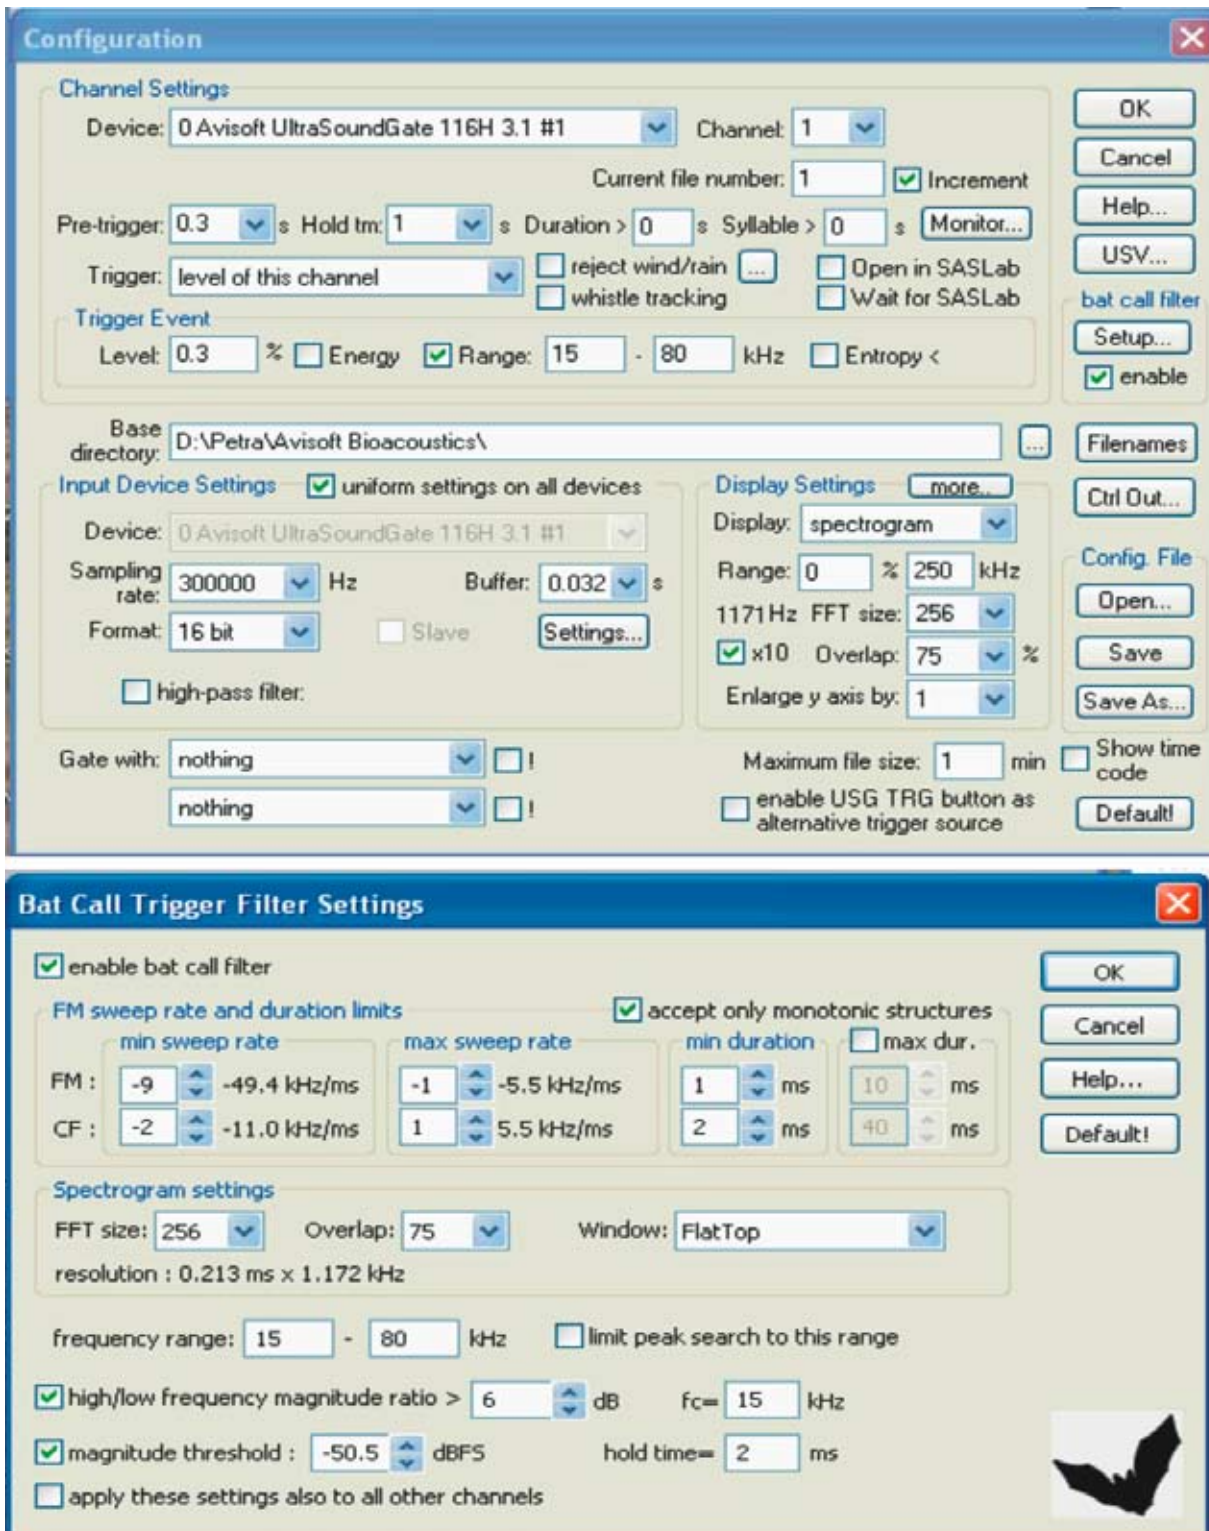 Configuration
Channel Settings
Device: 0 Avisoft UltraSoundGate 116H 3.1 #1 Channel: 1
OK
Current file number: 1 Increment
Cancel
Pre-trigger: 0.3 s Hold tm: 1 s Duration > 0 s Syllable > 0 s Monitor...
Help...
Trigger: level of this channel reject wind/rain ... Open in SASLab
USV...
whistle tracking Wait for SASLab
bat call filter
Trigger Event
Level: 0.3 % Energy Range: 15 - 80 kHz Entropy <
Setup...
enable
Base directory: D:\Petra\Avisoft Bioacoustics\ ...
Filenames
Input Device Settings uniform settings on all devices
Display Settings more..
Ctrl Out...
Device: 0 Avisoft UltraSoundGate 116H 3.1 #1
Display: spectrogram
Sampling rate: 300000 Hz Buffer: 0.032 s
Range: 0 % 250 kHz
Config. File
Format: 16 bit Slave Settings...
1171Hz FFT size: 256
Open...
x10 Overlap: 75 %
Save
high-pass filter:
Enlarge y axis by: 1
Save As...
Gate with: nothing !
Maximum file size: 1 min
Show time code
nothing !
enable USG TRG button as
alternative trigger source
Default!
Bat Call Trigger Filter Settings
enable bat call filter
OK
FM sweep rate and duration limits accept only monotonic structures
Cancel
min sweep rate max sweep rate min duration max dur.
FM : -9 -49.4 kHz/ms -1 -5.5 kHz/ms 1 ms 10 ms
Help...
CF : -2 -11.0 kHz/ms 1 5.5 kHz/ms 2 ms 40 ms
Default!
Spectrogram settings
FFT size: 256 Overlap: 75 Window: FlatTop
resolution : 0.213 ms x 1.172 kHz
frequency range: 15 - 80 kHz limit peak search to this range
high/low frequency magnitude ratio > 6 dB fc= 15 kHz
magnitude threshold : -50.5 dBFS hold time= 2 ms
apply these settings also to all other channels